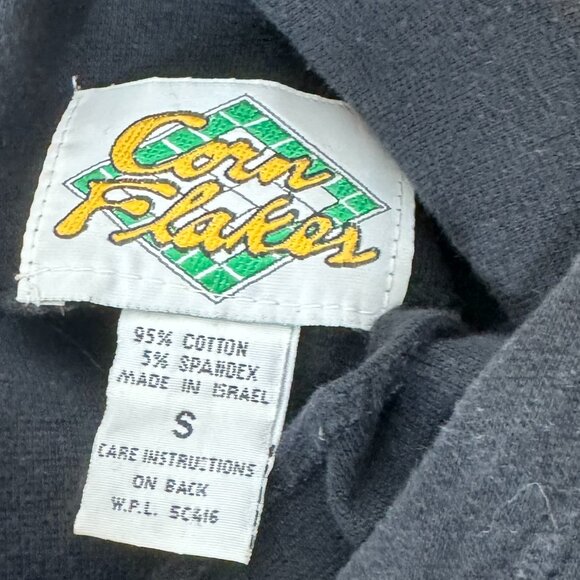 Corn
Flakes
95% COTTON
5% SPANDEX
MADE IN ISRAEL
S
CARE INSTRUCTIONS
ON BACK
W.P.L. 5C416